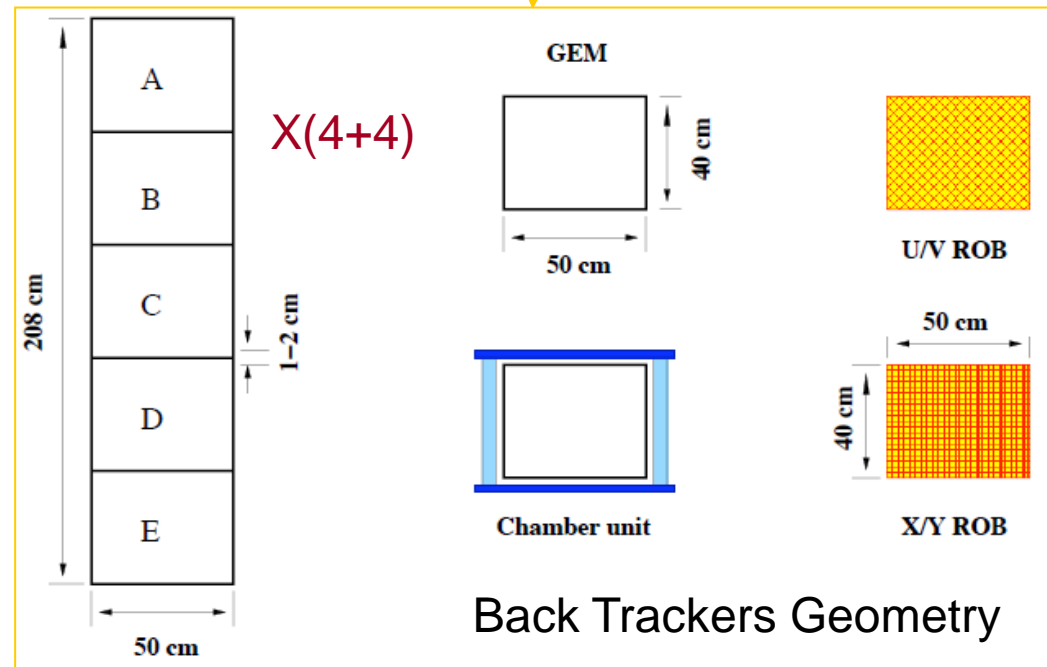 A
B
C
D
E
208 cm
50 cm
1–2 cm
X(4+4)
GEM
40 cm
50 cm
U/V ROB
Chamber unit
50 cm
40 cm
X/Y ROB
Back Trackers Geometry